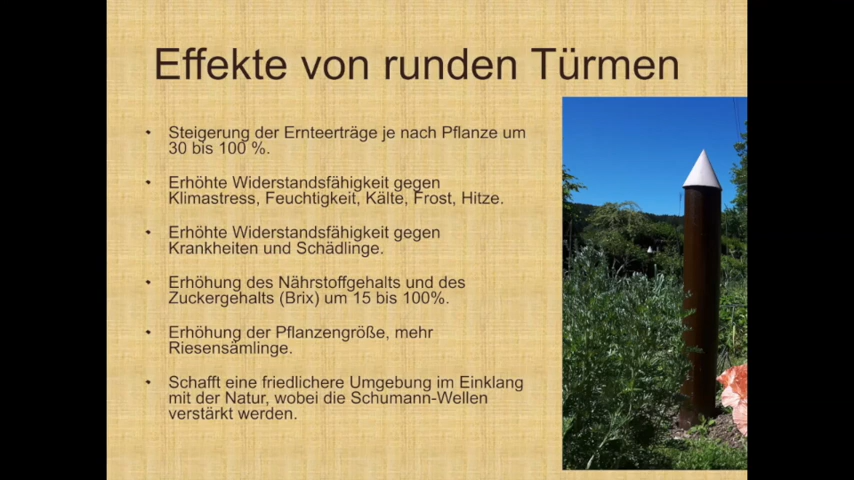 Effekte von runden Türmen
• Steigerung der Ernteerträge je nach Pflanze um
30 bis 100 %.
• Erhöhte Widerstandsfähigkeit gegen
Klimastress, Feuchtigkeit, Kälte, Frost, Hitze.
• Erhöhte Widerstandsfähigkeit gegen
Krankheiten und Schädlinge.
• Erhöhung des Nährstoffgehalts und des
Zuckergehalts (Brix) um 15 bis 100%.
• Erhöhung der Pflanzengröße, mehr
Riesensämlinge.
• Schafft eine friedlichere Umgebung im Einklang
mit der Natur, wobei die Schumann-Wellen
verstärkt werden.